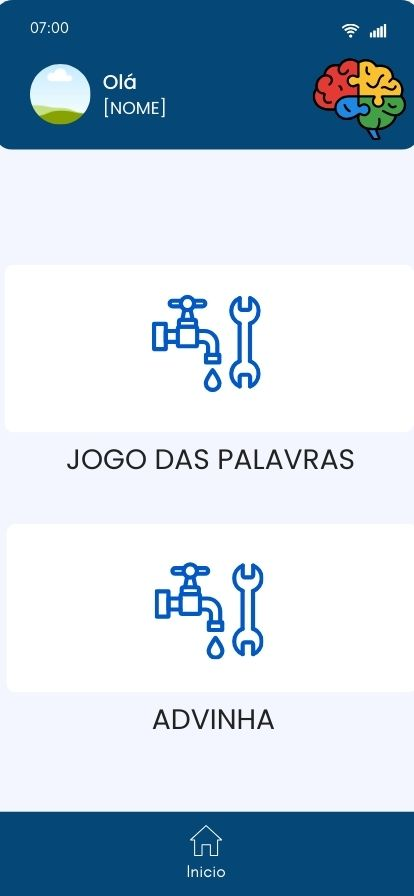 07:00
Olá
[NOME]
JOGO DAS PALAVRAS
ADVINHA
Inicio